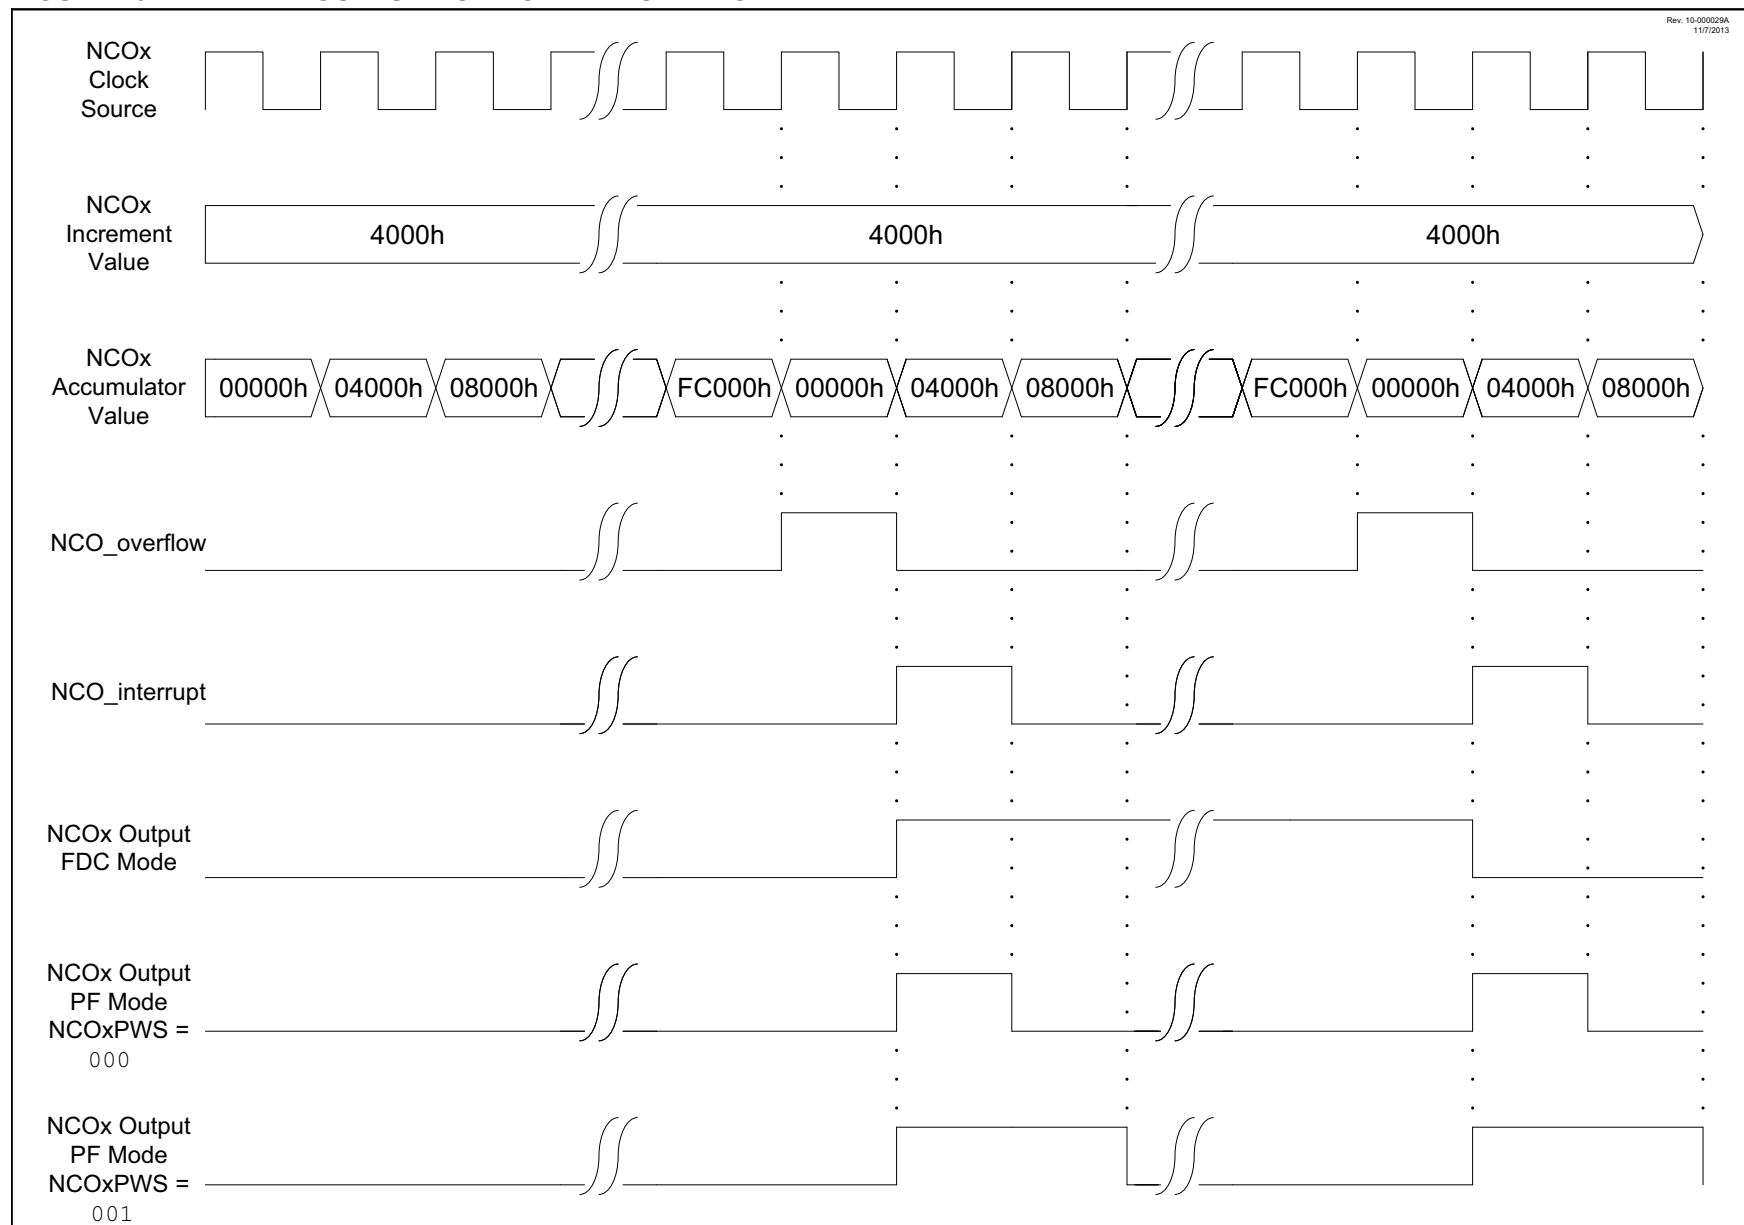 Rev. 10-000029A
11/7/2013
NCOx
Clock
Source
NCOx
Increment
Value
4000h 4000h 4000h
NCOx
Accumulator
Value
00000h 04000h 08000h FC000h 00000h 04000h 08000h FC000h 00000h 04000h 08000h
NCO_overflow
NCO_interrupt
NCOx Output
FDC Mode
NCOx Output
PF Mode
NCOxPWS =
000
NCOx Output
PF Mode
NCOxPWS =
001